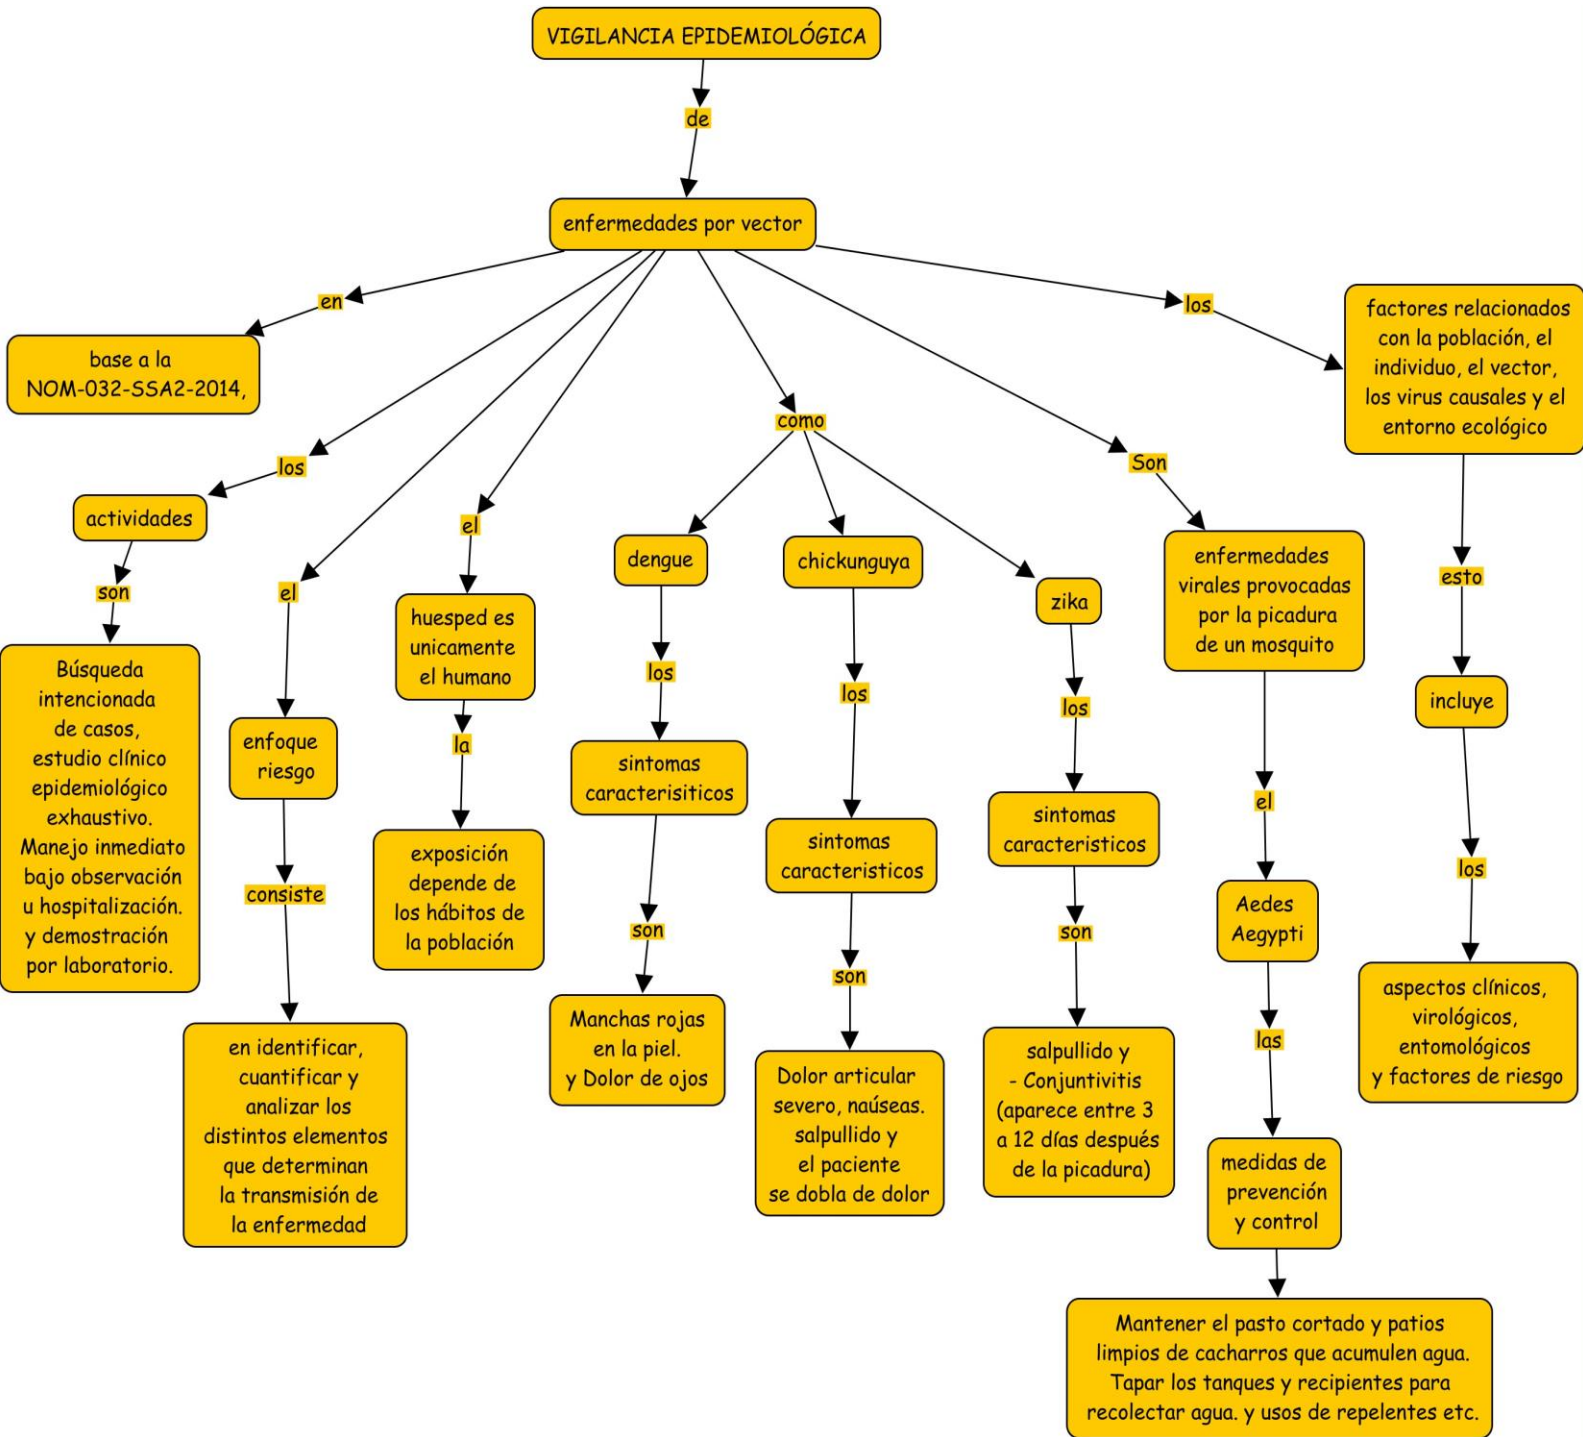 VIGILANCIA EPIDEMIOLÓGICA
de
enfermedades por vector
en
base a la
NOM-032-SSA2-2014,
los
actividades
son
Búsqueda
intencionada
de casos,
estudio clínico
epidemiológico
exhaustivo.
Manejo inmediato
bajo observación
u hospitalización.
y demostración
por laboratorio.
el
enfoque
riesgo
consiste
en identificar,
cuantificar y
analizar los
distintos elementos
que determinan
la transmisión de
la enfermedad
el
huesped es
unicamente
el humano
la
exposición
depende de
los hábitos de
la población
como
dengue
los
sintomas
caracterisiticos
son
Manchas rojas
en la piel.
y Dolor de ojos
chickunguya
los
sintomas
caracteristicos
son
Dolor articular
severo, naúseas.
salpullido y
el paciente
se dobla de dolor
zika
los
sintomas
caracteristicos
son
salpullido y
- Conjuntivitis
(aparece entre 3
a 12 días después
de la picadura)
Son
enfermedades
virales provocadas
por la picadura
de un mosquito
el
Aedes
Aegypti
las
medidas de
prevención
y control
Mantener el pasto cortado y patios
limpios de cacharros que acumulen agua.
Tapar los tanques y recipientes para
recolectar agua. y usos de repelentes etc.
los
factores relacionados
con la población, el
individuo, el vector,
los virus causales y el
entorno ecológico
esto
incluye
los
aspectos clínicos,
virológicos,
entomológicos
y factores de riesgo